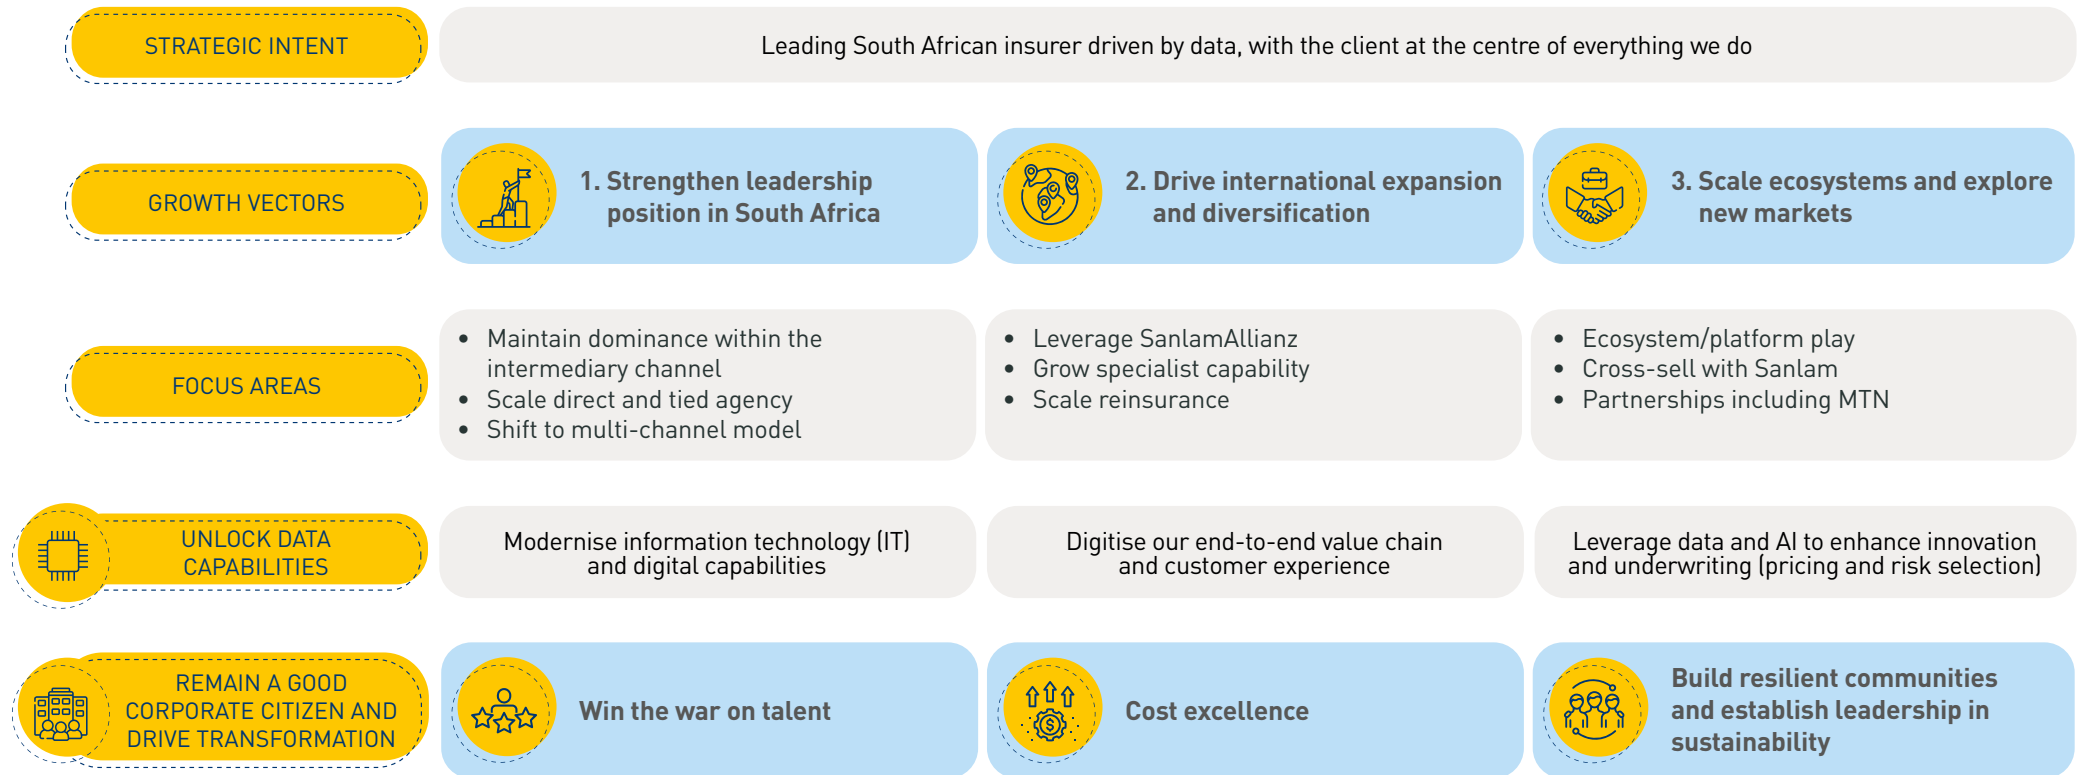 STRATEGIC INTENT
Leading South African insurer driven by data, with the client at the centre of everything we do
GROWTH VECTORS
1. Strengthen leadership
position in South Africa
2. Drive international expansion
and diversification
3. Scale ecosystems and explore
new markets
FOCUS AREAS
• Maintain dominance within the
intermediary channel
• Scale direct and tied agency
• Shift to multi-channel model
• Leverage SanlamAllianz
• Grow specialist capability
• Scale reinsurance
• Ecosystem/platform play
• Cross-sell with Sanlam
• Partnerships including MTN
UNLOCK DATA
CAPABILITIES
Modernise information technology (IT)
and digital capabilities
Digitise our end-to-end value chain
and customer experience
Leverage data and AI to enhance innovation
and underwriting (pricing and risk selection)
REMAIN A GOOD
CORPORATE CITIZEN AND
DRIVE TRANSFORMATION
Win the war on talent
$
Cost excellence
Build resilient communities
and establish leadership in
sustainability